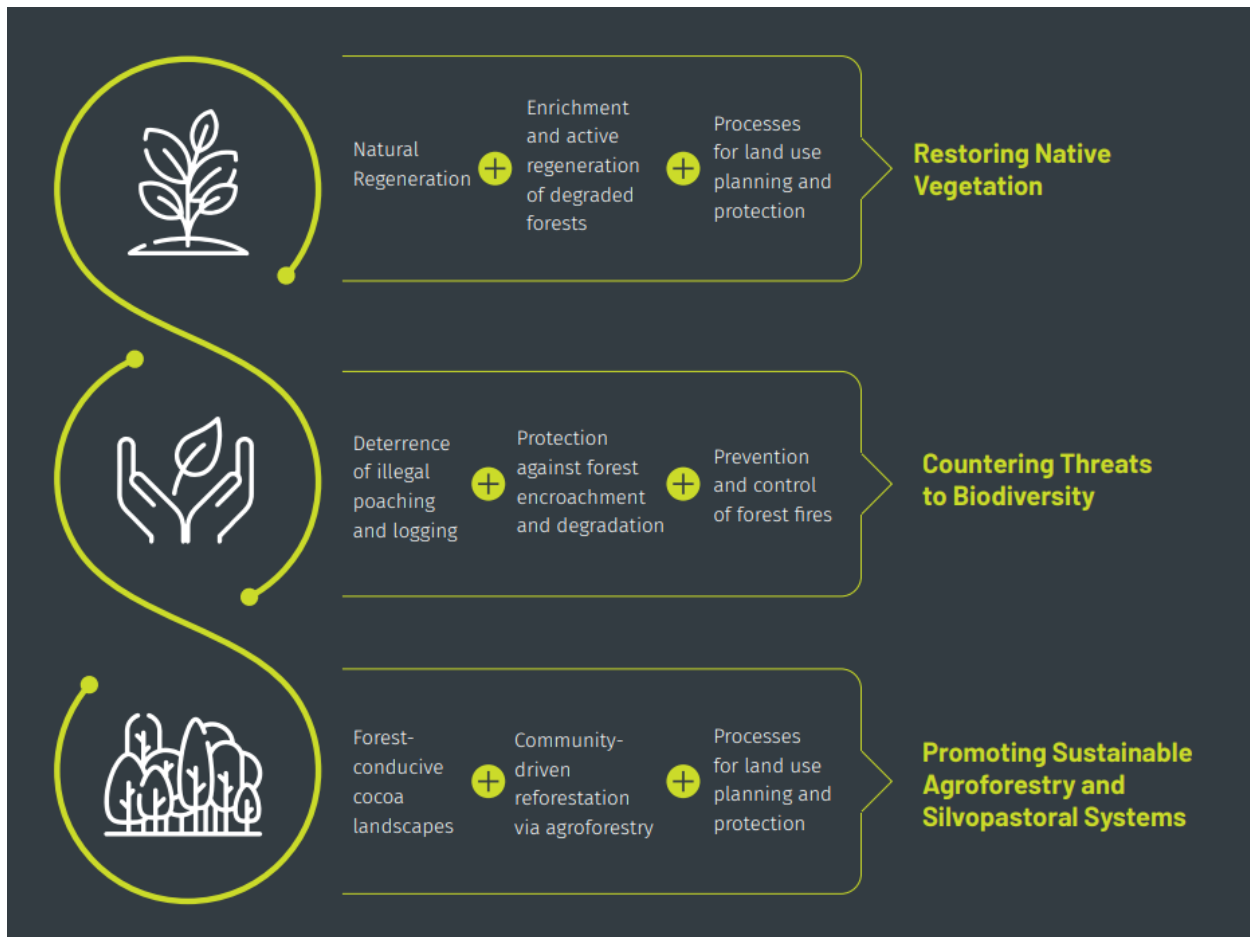 Natural
Regeneration
Enrichment
and active
regeneration
of degraded
forests
Processes
for land use
planning and
protection
Restoring Native
Vegetation
Deterrence
of illegal
poaching
and logging
Protection
against forest
encroachment
and degradation
Prevention
and control
of forest fires
Countering Threats
to Biodiversity
Forest-
conducive
cocoa
landscapes
Community-
driven
reforestation
via agroforestry
Processes
for land use
planning and
protection
Promoting Sustainable
Agroforestry and
Silvopastoral Systems